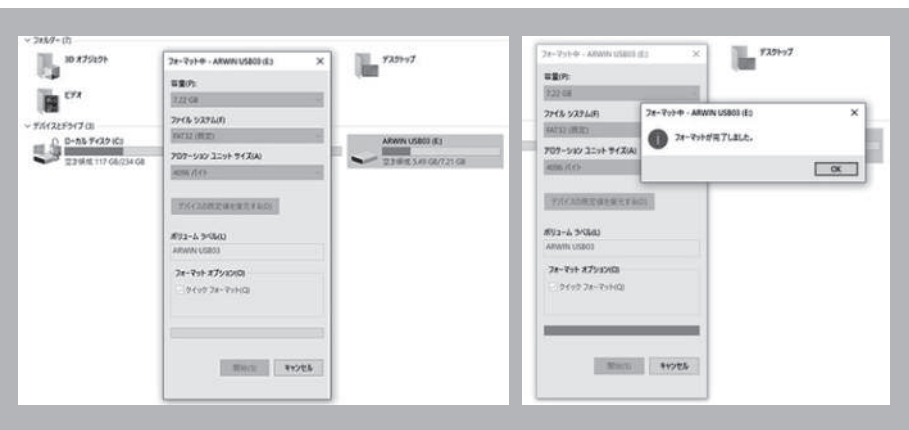 フォルダー (7)
3D オブジェクト
ビデオ
デスクトップ
デバイスとドライブ (3)
ローカル ディスク (C:)
空き領域 117 GB/234 GB
ARWIN USB03 (E:)
空き領域 5.49 GB/7.21 GB
フォーマット中 - ARWIN USB03 (E:)
容量(P):
7.22 GB
ファイル システム(F)
FAT32 (既定)
アロケーション ユニット サイズ(A)
4096 バイト
デバイスの既定値を復元する(D)
ボリューム ラベル(L)
ARWIN USB03
フォーマット オプション(O)
クイック フォーマット(Q)
開始(S)
キャンセル
デスクトップ
フォーマット中 - ARWIN USB03 (E:)
容量(P):
7.22 GB
ファイル システム(F)
FAT32 (既定)
アロケーション ユニット サイズ(A)
4096 バイト
デバイスの既定値を復元する(D)
ボリューム ラベル(L)
ARWIN USB03
フォーマット オプション(O)
クイック フォーマット(Q)
開始(S)
キャンセル
フォーマット中 - ARWIN USB03 (E:)
フォーマットが完了しました。
OK